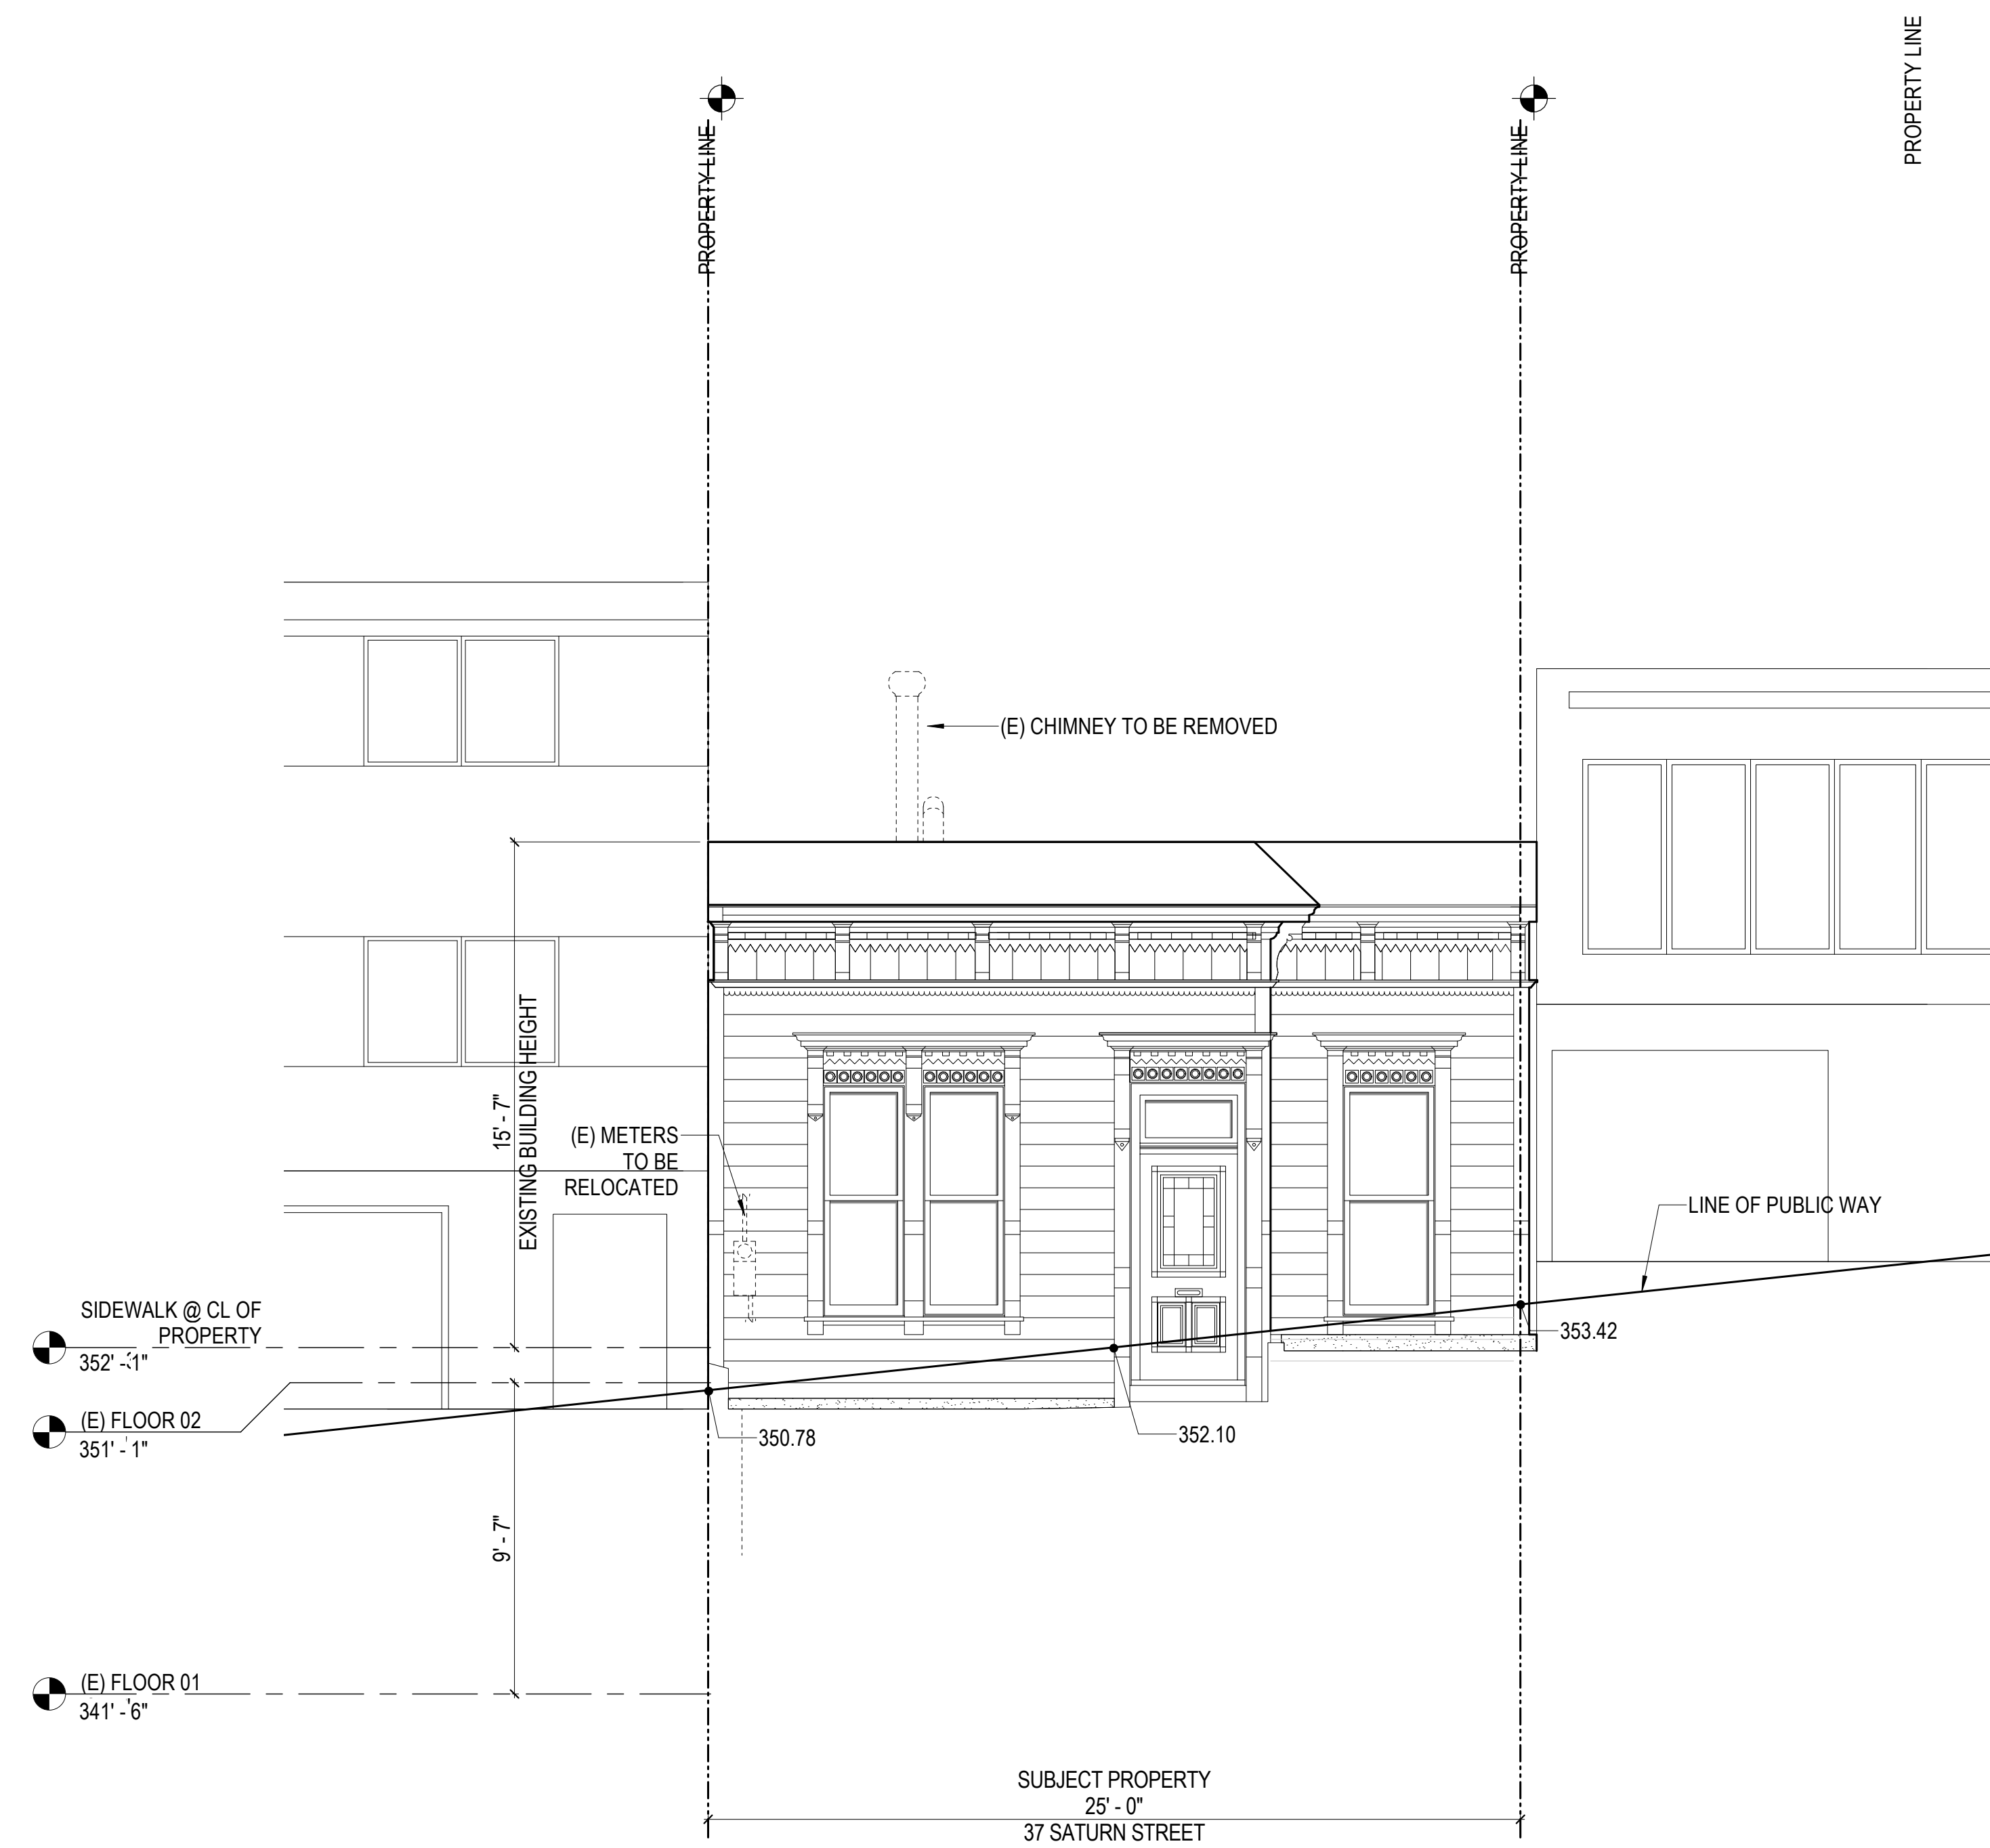 PROPERTY LINE
PROPERTY LINE
PROPERTY LINE
(E) CHIMNEY TO BE REMOVED
15' - 7"
EXISTING BUILDING HEIGHT
(E) METERS
TO BE
RELOCATED
LINE OF PUBLIC WAY
SIDEWALK @ CL OF
PROPERTY
352' - 1"
353.42
(E) FLOOR 02
351' - 1"
350.78
352.10
9' - 7"
(E) FLOOR 01
341' - 6"
SUBJECT PROPERTY
25' - 0"
37 SATURN STREET